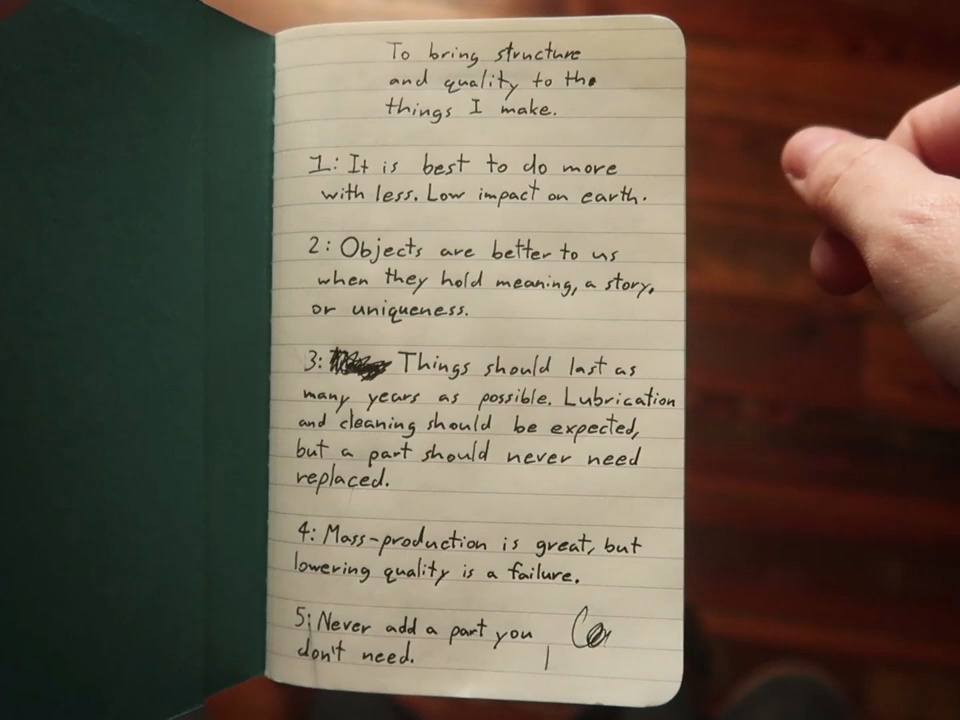 To bring structure
and quality to the
things I make.
1: It is best to do more
with less. Low impact on earth.
2: Objects are better to us
when they hold meaning, a story,
or uniqueness.
3: Things should last as
many years as possible. Lubrication
and cleaning should be expected,
but a part should never need
replaced.
4: Mass-production is great, but
lowering quality is a failure.
5: Never add a part you
don't need.